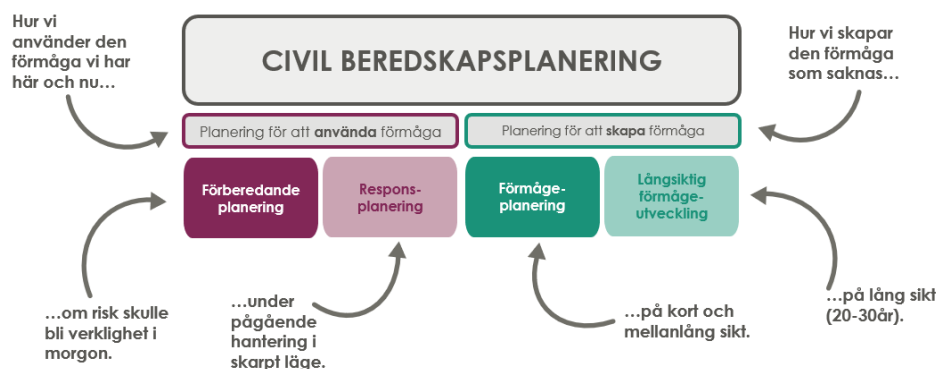 Hur vi
använder den
förmåga vi har
här och nu…
CIVIL BEREDSKAPSPLANERING
Hur vi skapar
den förmåga
som saknas…
Planering för att använda förmåga
Planering för att skapa förmåga
Förberedande
planering
Respons-
planering
Förmåge-
planering
Långsiktig
förmåge-
utveckling
…om risk skulle
bli verklighet i
morgon.
…under
pågående
hantering i
skarpt läge.
…på kort och
mellanlång sikt.
…på lång sikt
(20-30år).